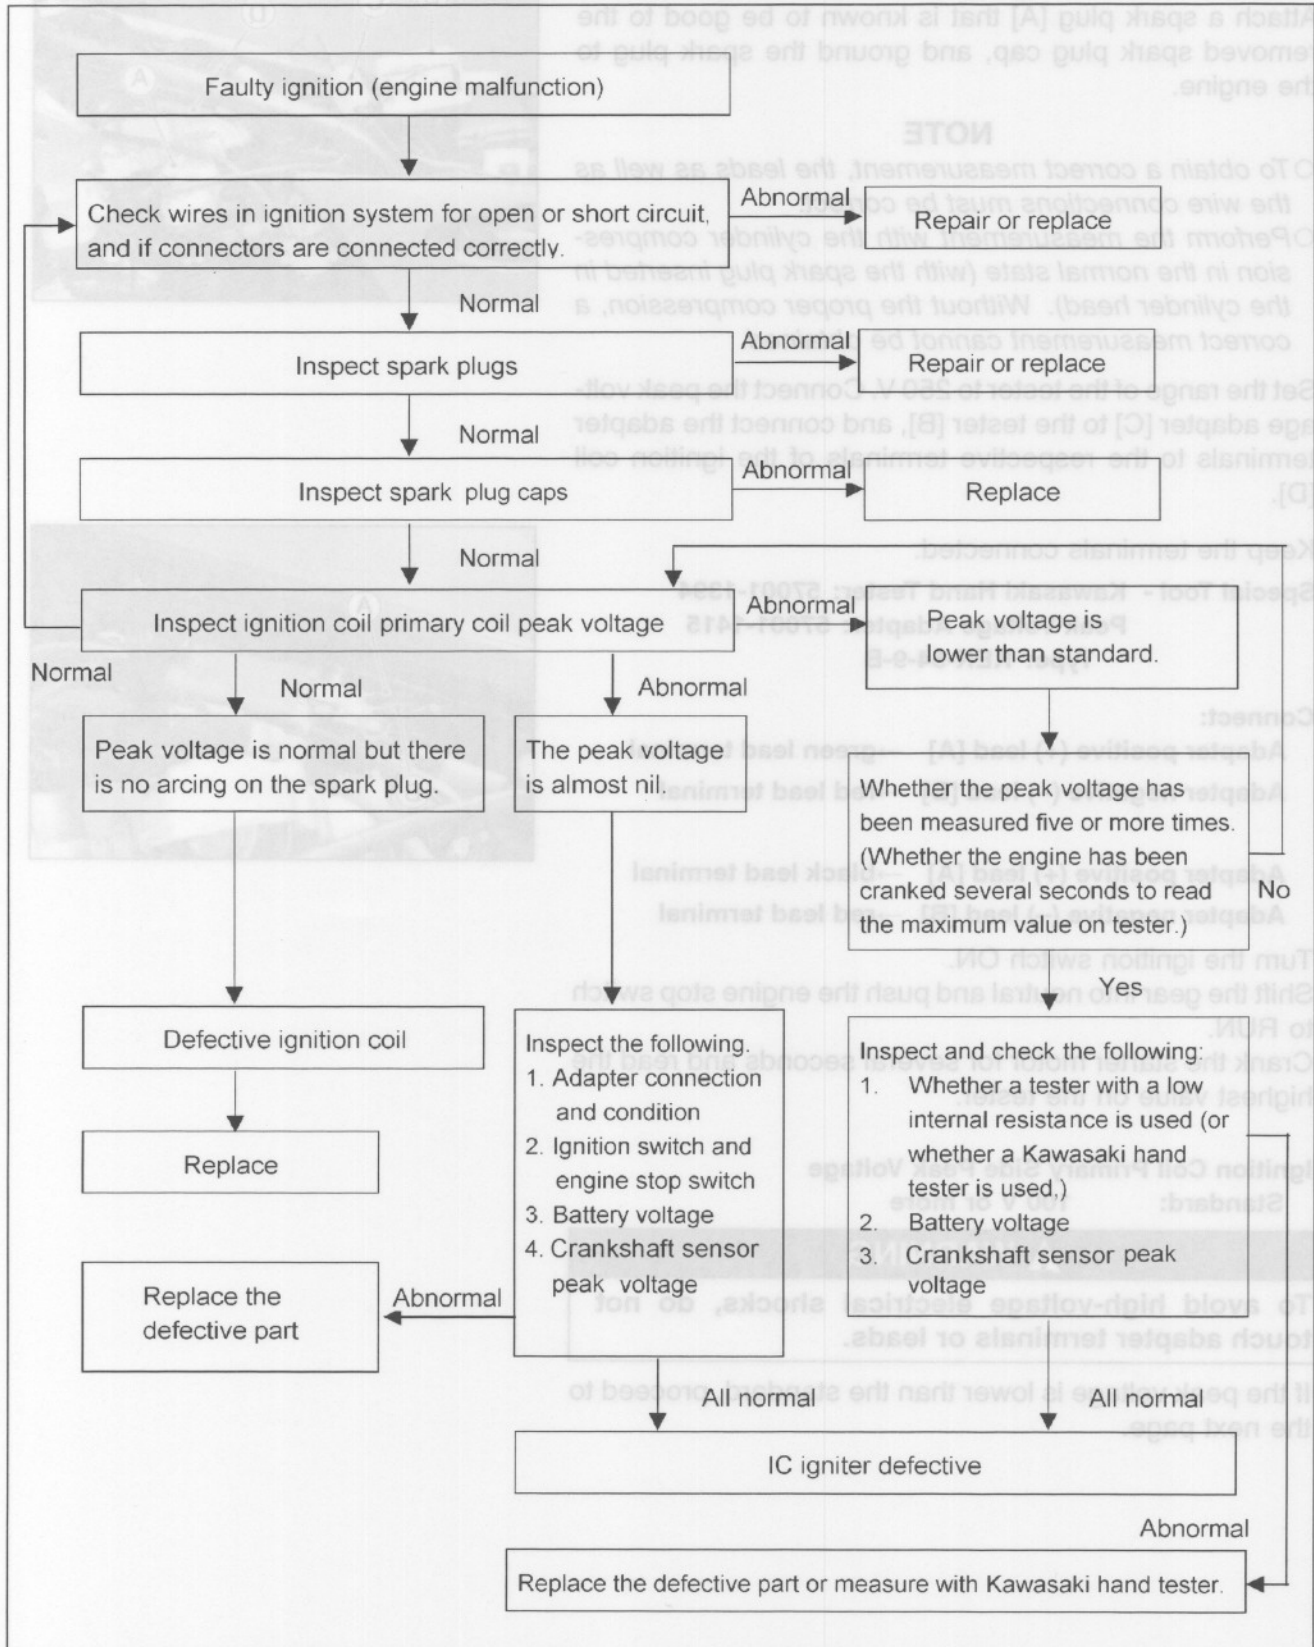 Faulty ignition (engine malfunction)
Check wires in ignition system for open or short circuit,
and if connectors are connected correctly.
Abnormal
Repair or replace
Normal
Inspect spark plugs
Abnormal
Repair or replace
Normal
Inspect spark plug caps
Abnormal
Replace
Normal
Inspect ignition coil primary coil peak voltage
Abnormal
Peak voltage is
lower than standard.
Normal
Normal
Abnormal
Peak voltage is normal but there
is no arcing on the spark plug.
The peak voltage
is almost nil.
Whether the peak voltage has
been measured five or more times.
(Whether the engine has been
cranked several seconds to read
the maximum value on tester.)
No
Yes
Defective ignition coil
Replace
Inspect the following.
1. Adapter connection
and condition
2. Ignition switch and
engine stop switch
3. Battery voltage
4. Crankshaft sensor
peak voltage
Inspect and check the following:
1. Whether a tester with a low
internal resistance is used (or
whether a Kawasaki hand
tester is used,)
2. Battery voltage
3. Crankshaft sensor peak
voltage
Abnormal
Replace the
defective part
All normal
All normal
IC igniter defective
Abnormal
Replace the defective part or measure with Kawasaki hand tester.